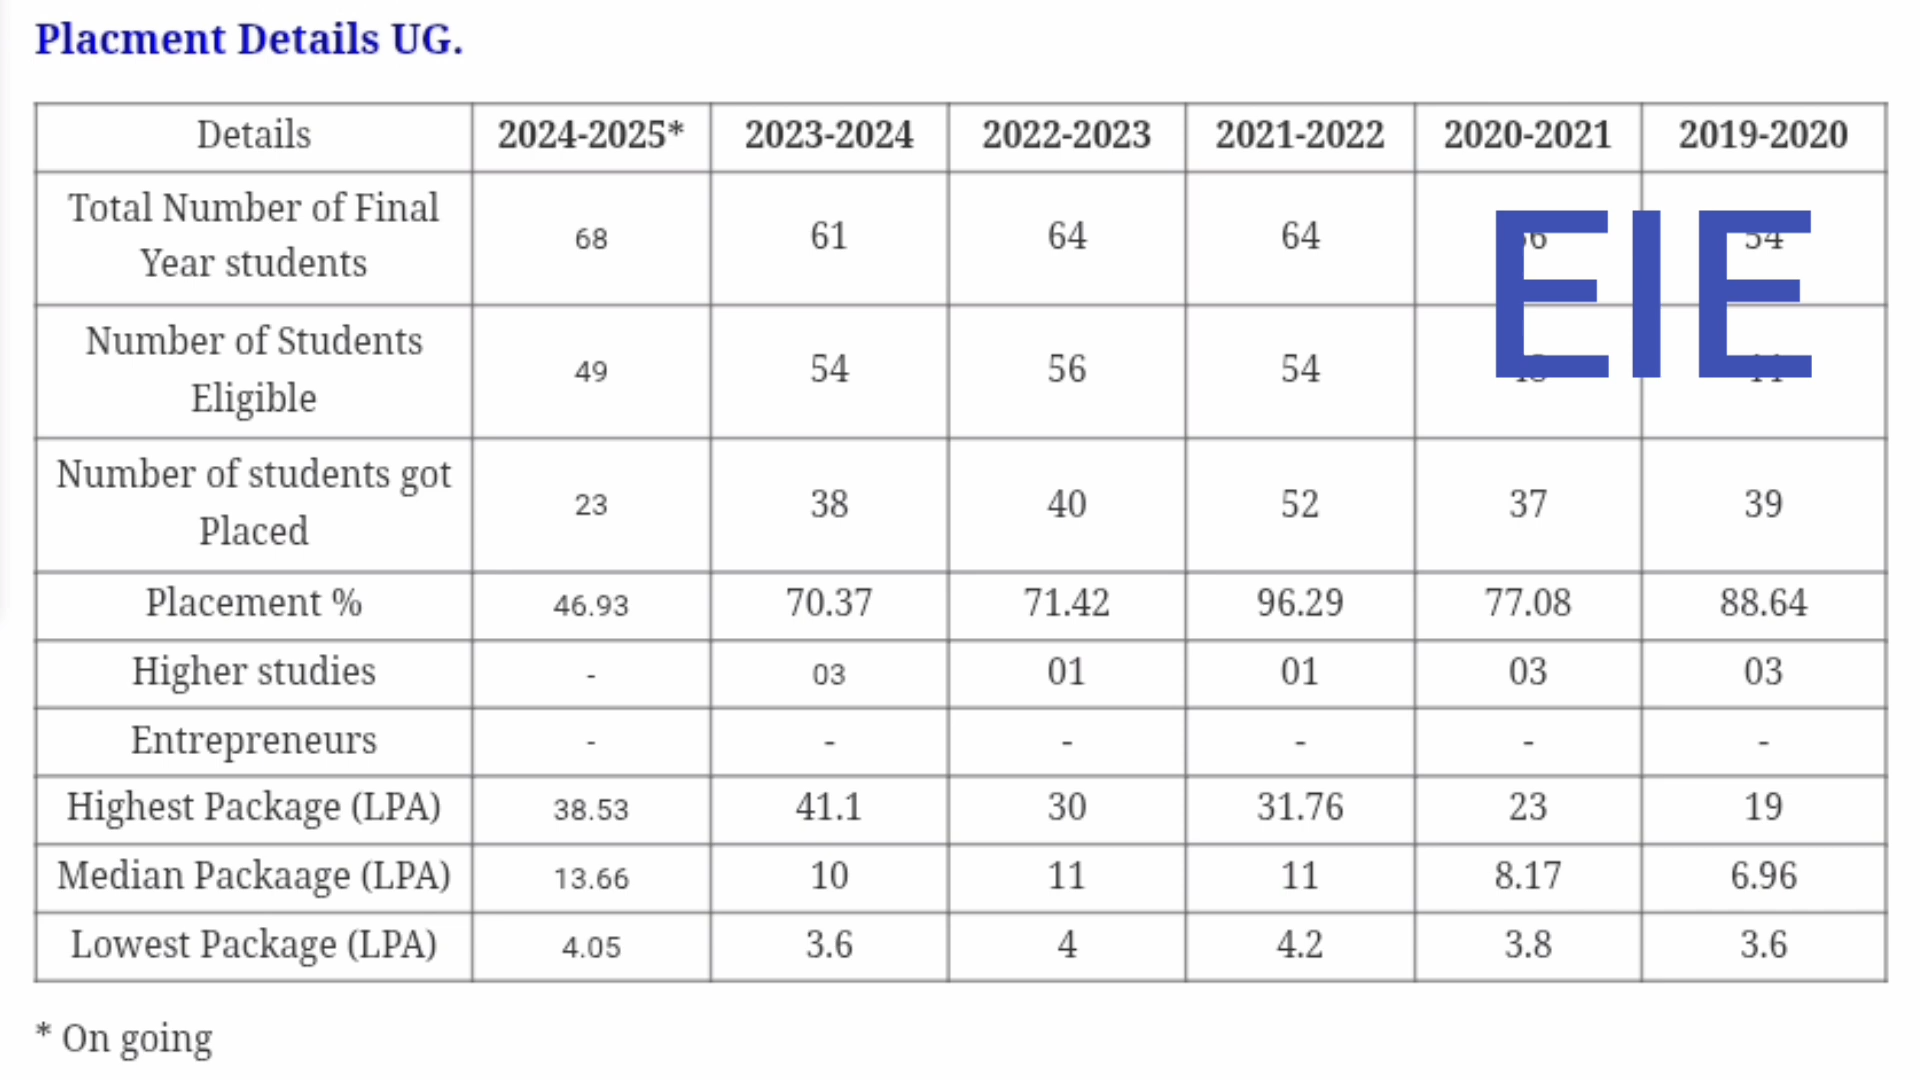 Placment Details UG.
Details 2024-2025* 2023-2024 2022-2023 2021-2022 2020-2021 2019-2020
Total Number of Final
Year students
68 61 64 64 54
EIE
Number of Students
Eligible
49 54 56 54
Number of students got
Placed
23 38 40 52 37 39
Placement % 46.93 70.37 71.42 96.29 77.08 88.64
Higher studies - 03 01 01 03 03
Entrepreneurs - - - - - -
Highest Package (LPA) 38.53 41.1 30 31.76 23 19
Median Packaage (LPA) 13.66 10 11 11 8.17 6.96
Lowest Package (LPA) 4.05 3.6 4 4.2 3.8 3.6
* On going